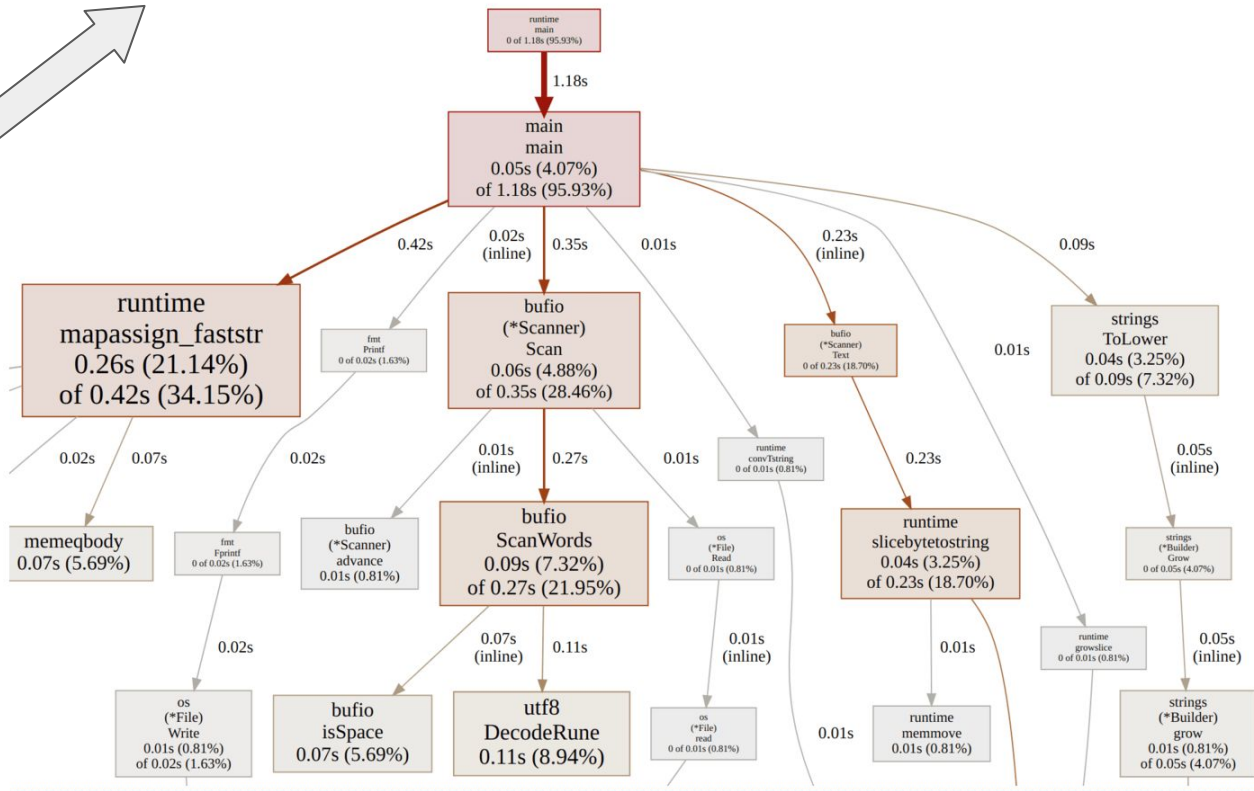 runtime
main
0 of 1.18s (95.93%)
1.18s
main
main
0.05s (4.07%)
of 1.18s (95.93%)
0.42s
0.02s
(inline)
0.35s
0.01s
0.23s
(inline)
0.09s
runtime
mapassign_faststr
0.26s (21.14%)
of 0.42s (34.15%)
fmt
Printf
0 of 0.02s (1.63%)
bufio
(*Scanner)
Scan
0.06s (4.88%)
of 0.35s (28.46%)
bufio
(*Scanner)
Text
0 of 0.23s (18.70%)
0.01s
strings
ToLower
0.04s (3.25%)
of 0.09s (7.32%)
0.02s
0.07s
0.02s
0.01s
(inline)
0.27s
0.01s
runtime
convTstring
0 of 0.01s (0.81%)
0.23s
0.05s
(inline)
memeqbody
0.07s (5.69%)
fmt
Fprintf
0 of 0.02s (1.63%)
bufio
(*Scanner)
advance
0.01s (0.81%)
bufio
ScanWords
0.09s (7.32%)
of 0.27s (21.95%)
os
(*File)
Read
0 of 0.01s (0.81%)
runtime
slicebytetostring
0.04s (3.25%)
of 0.23s (18.70%)
strings
(*Builder)
Grow
0 of 0.05s (4.07%)
0.02s
0.07s
(inline)
0.11s
0.01s
(inline)
0.01s
runtime
growslice
0 of 0.01s (0.81%)
0.05s
(inline)
os
(*File)
Write
0.01s (0.81%)
of 0.02s (1.63%)
bufio
isSpace
0.07s (5.69%)
utf8
DecodeRune
0.11s (8.94%)
os
(*File)
read
0 of 0.01s (0.81%)
0.01s
runtime
memmove
0.01s (0.81%)
strings
(*Builder)
grow
0.01s (0.81%)
of 0.05s (4.07%)